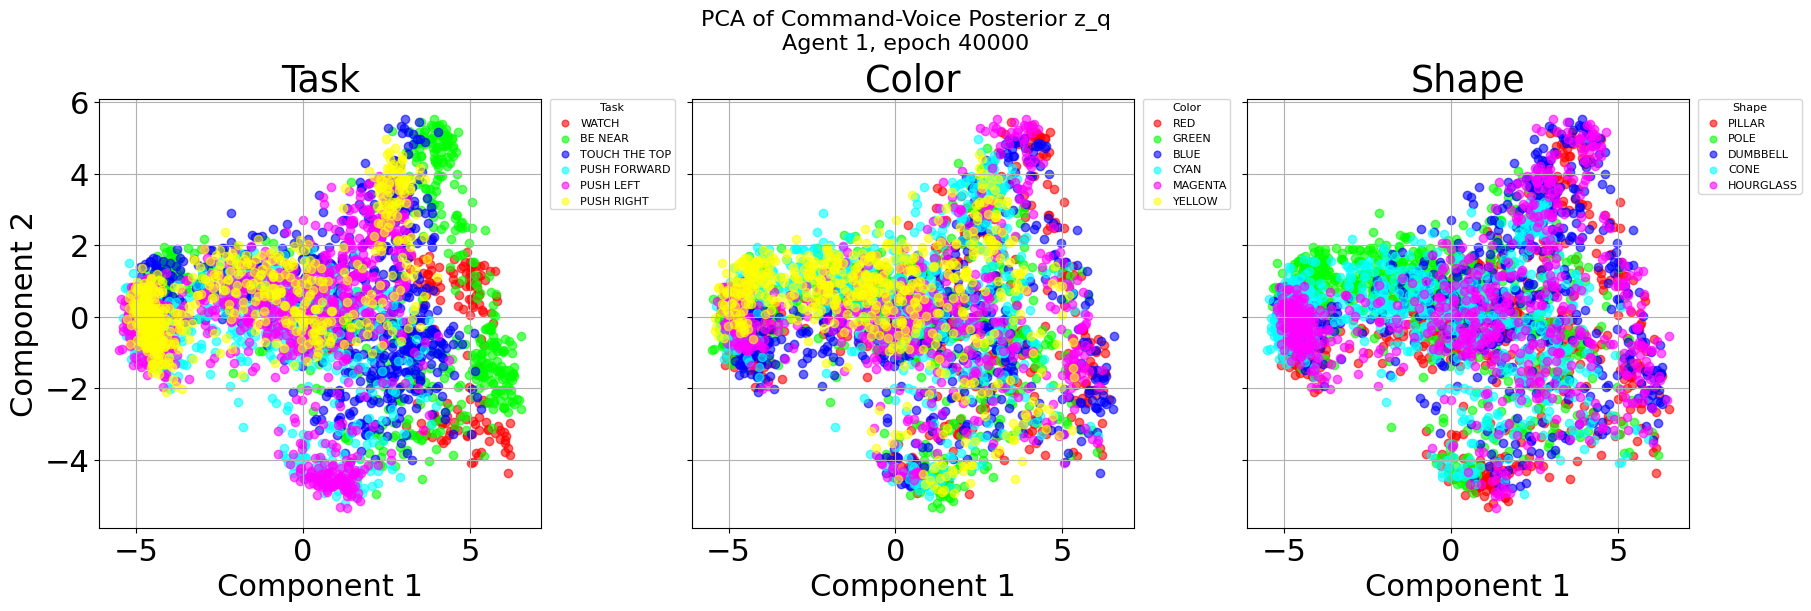 PCA of Command-Voice Posterior z_q
Agent 1, epoch 40000
Task
Component 2
6
4
2
0
−2
−4
−5 0 5
Component 1
Task
WATCH
BE NEAR
TOUCH THE TOP
PUSH FORWARD
PUSH LEFT
PUSH RIGHT
Color
−5 0 5
Component 1
Color
RED
GREEN
BLUE
CYAN
MAGENTA
YELLOW
Shape
−5 0 5
Component 1
Shape
PILLAR
POLE
DUMBBELL
CONE
HOURGLASS